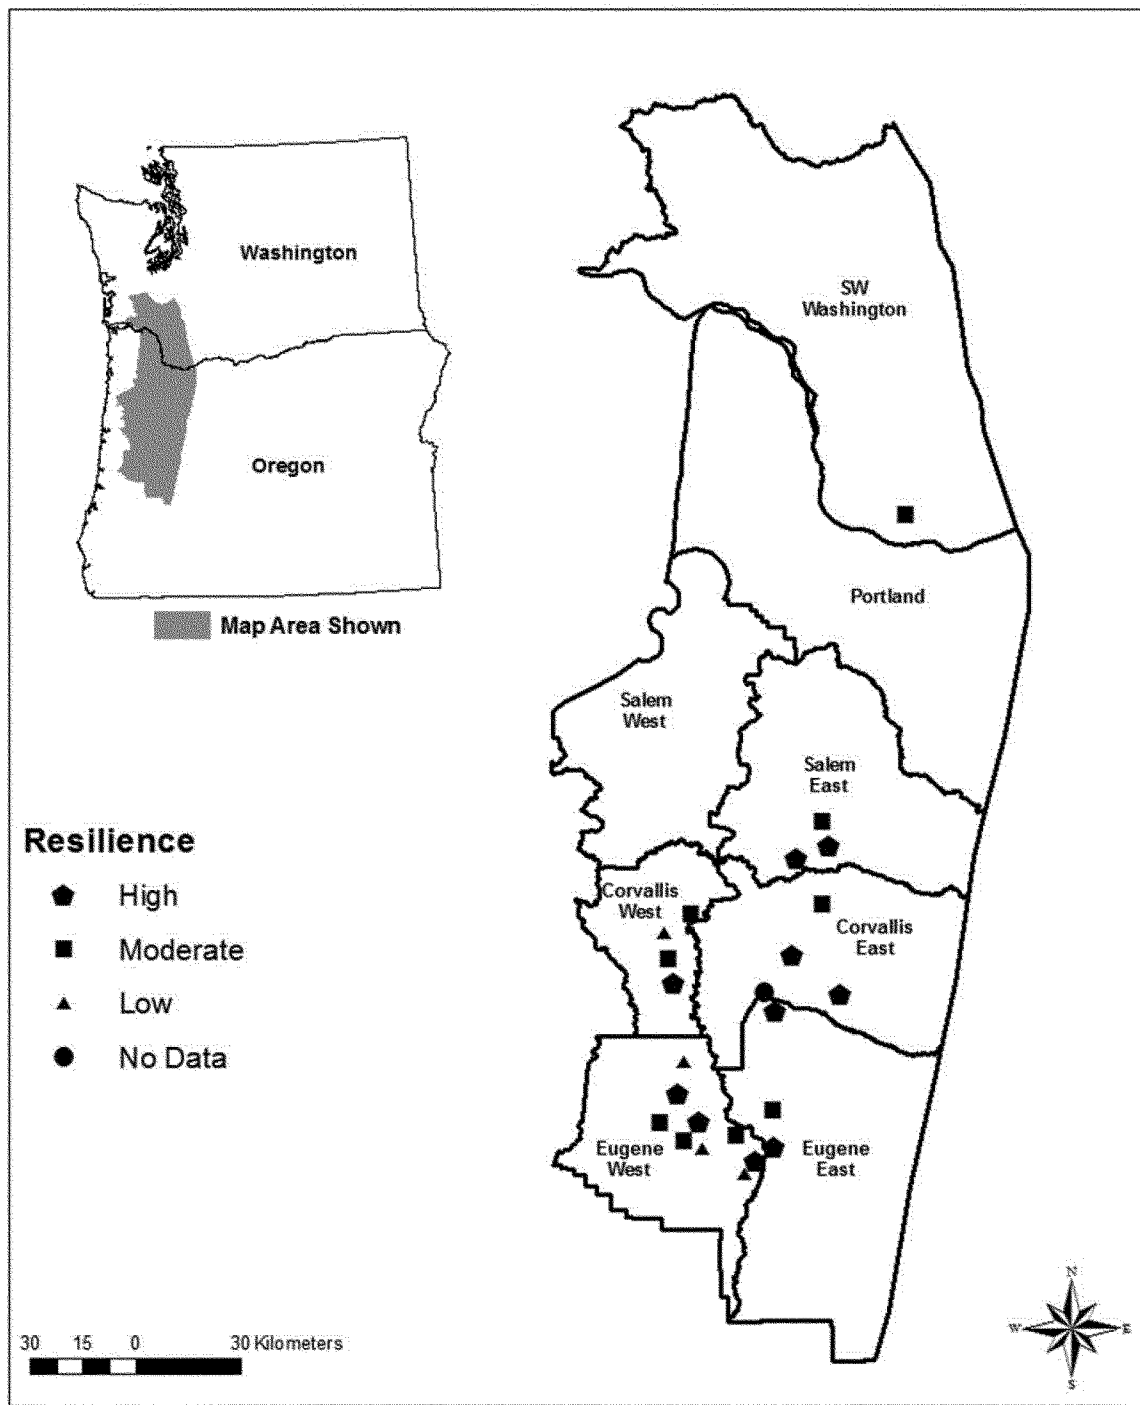 Washington
Oregon
Map Area Shown
SW
Washington
Portland
Salem
West
Salem
East
Corvallis
West
Corvallis
East
Eugene
West
Eugene
East
Resilience
High
Moderate
Low
No Data
30 15 0 30 Kilometers
N
W E
S